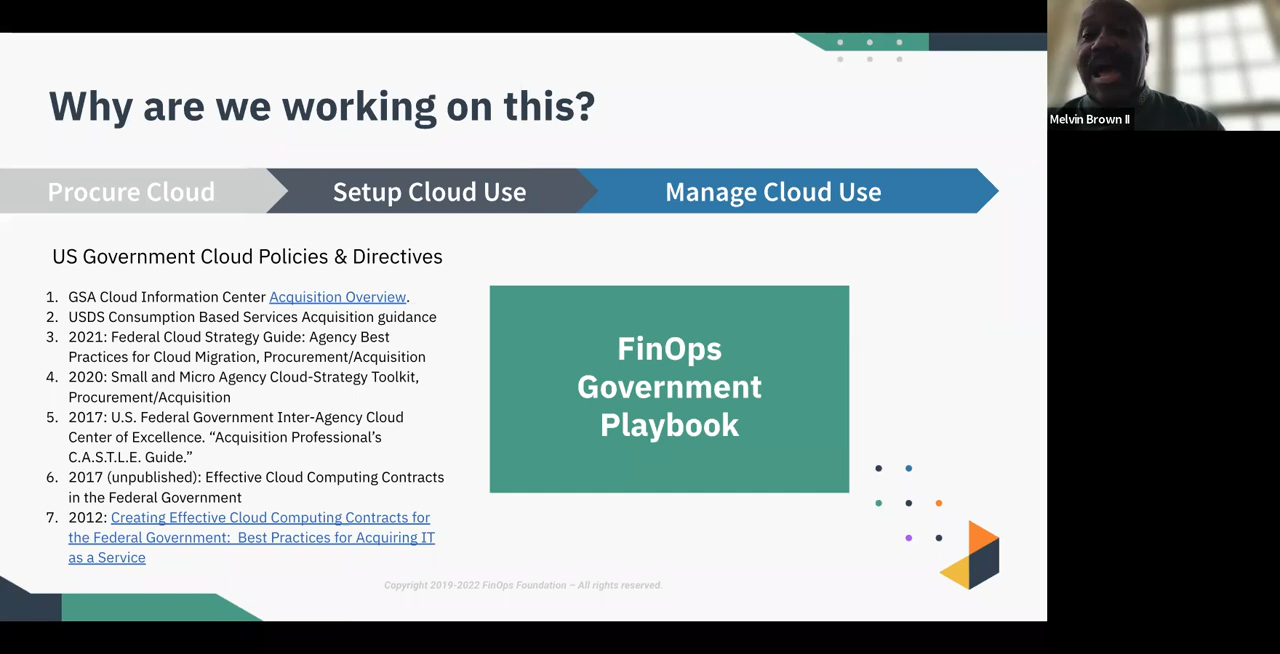 Why are we working on this?
Procure Cloud
Setup Cloud Use
Manage Cloud Use
US Government Cloud Policies & Directives
1. GSA Cloud Information Center Acquisition Overview.
2. USDS Consumption Based Services Acquisition guidance
3. 2021: Federal Cloud Strategy Guide: Agency Best
Practices for Cloud Migration, Procurement/Acquisition
4. 2020: Small and Micro Agency Cloud-Strategy Toolkit,
Procurement/Acquisition
5. 2017: U.S. Federal Government Inter-Agency Cloud
Center of Excellence. “Acquisition Professional’s
C.A.S.T.L.E. Guide.”
6. 2017 (unpublished): Effective Cloud Computing Contracts
in the Federal Government
7. 2012: Creating Effective Cloud Computing Contracts for
the Federal Government: Best Practices for Acquiring IT
as a Service
FinOps
Government
Playbook
Copyright 2019-2022 FinOps Foundation – All rights reserved.
Melvin Brown II